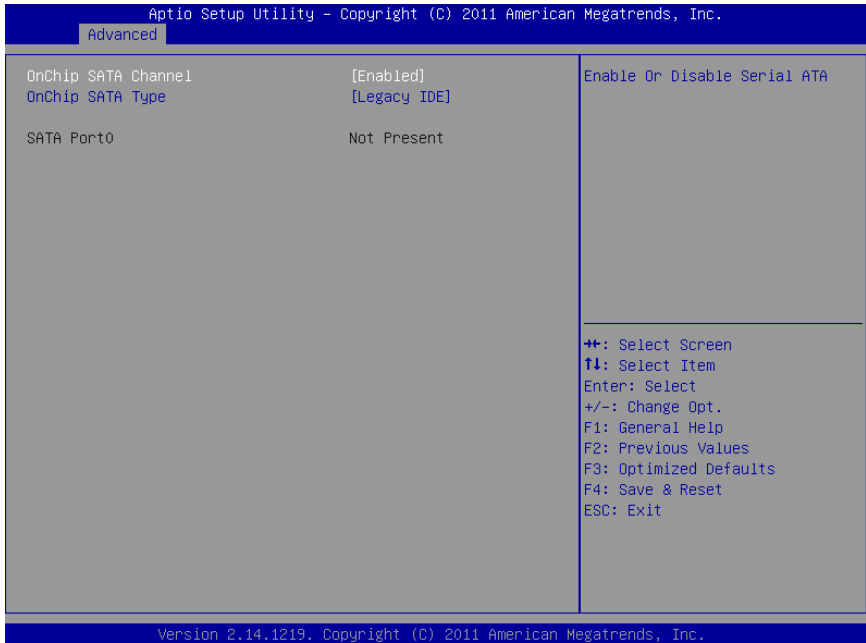 Aptio Setup Utility – Copyright (C) 2011 American Megatrends, Inc.
Advanced
OnChip SATA Channel [Enabled]
OnChip SATA Type [Legacy IDE]
SATA Port0 Not Present
Enable Or Disable Serial ATA
→←: Select Screen
↑↓: Select Item
Enter: Select
+/-: Change Opt.
F1: General Help
F2: Previous Values
F3: Optimized Defaults
F4: Save & Reset
ESC: Exit
Version 2.14.1219. Copyright (C) 2011 American Megatrends, Inc.